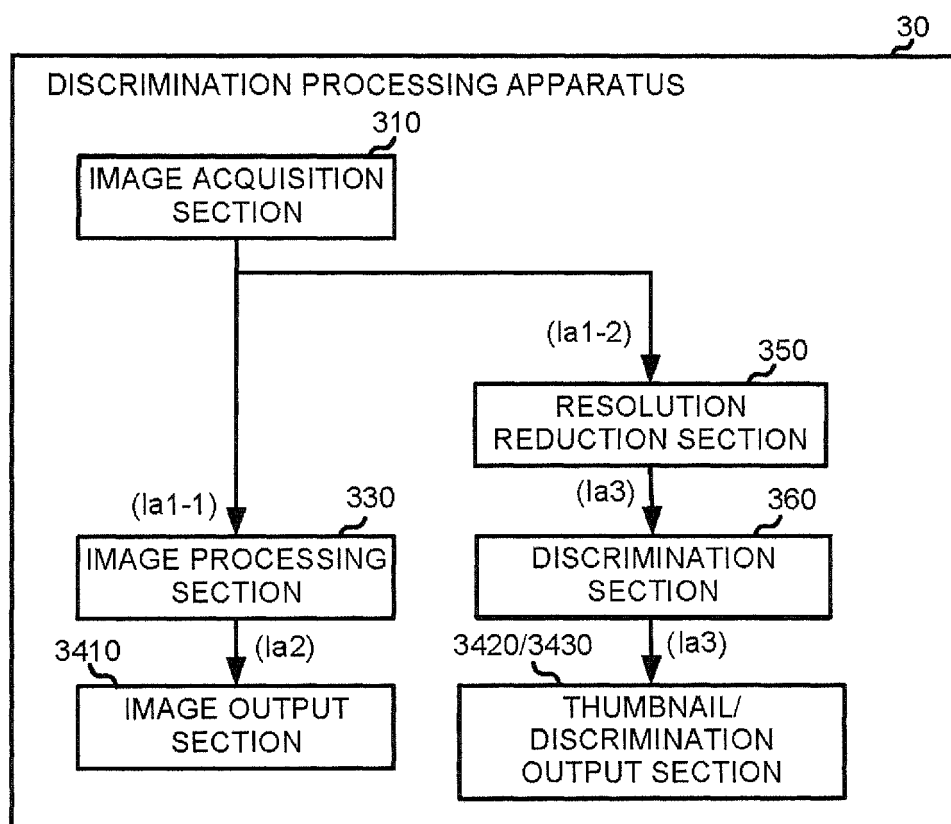 30
DISCRIMINATION PROCESSING APPARATUS
310
IMAGE ACQUISITION
SECTION
(Ia1-2)
350
RESOLUTION
REDUCTION SECTION
(Ia1-1)
330
(Ia3)
360
IMAGE PROCESSING
SECTION
DISCRIMINATION
SECTION
3410
(Ia2)
3420/3430
(Ia3)
IMAGE OUTPUT
SECTION
THUMBNAIL/
DISCRIMINATION
OUTPUT SECTION